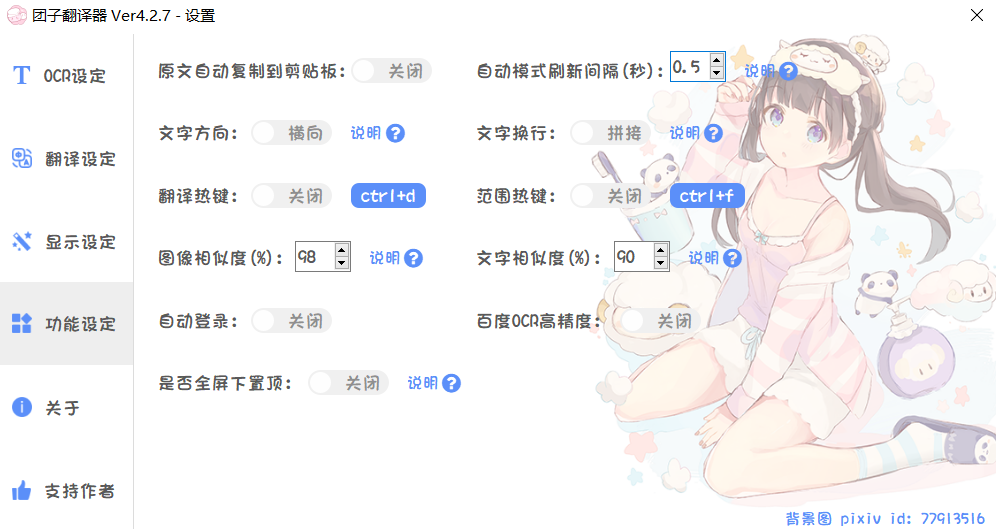 团子翻译器 Ver4.2.7 - 设置
OCR设定
翻译设定
显示设定
功能设定
关于
支持作者
原文自动复制到剪贴板: 关闭 自动模式刷新间隔(秒): 0.5 说明 ?
文字方向: 横向 说明 ? 文字换行: 拼接 说明 ?
翻译热键: 关闭 ctrl+d 范围热键: 关闭 ctrl+f
图像相似度(%): 98 说明 ? 文字相似度(%): 90 说明 ?
自动登录: 关闭 百度OCR高精度: 关闭
是否全屏下置顶: 关闭 说明 ?
背景图 pixiv id: 77913516